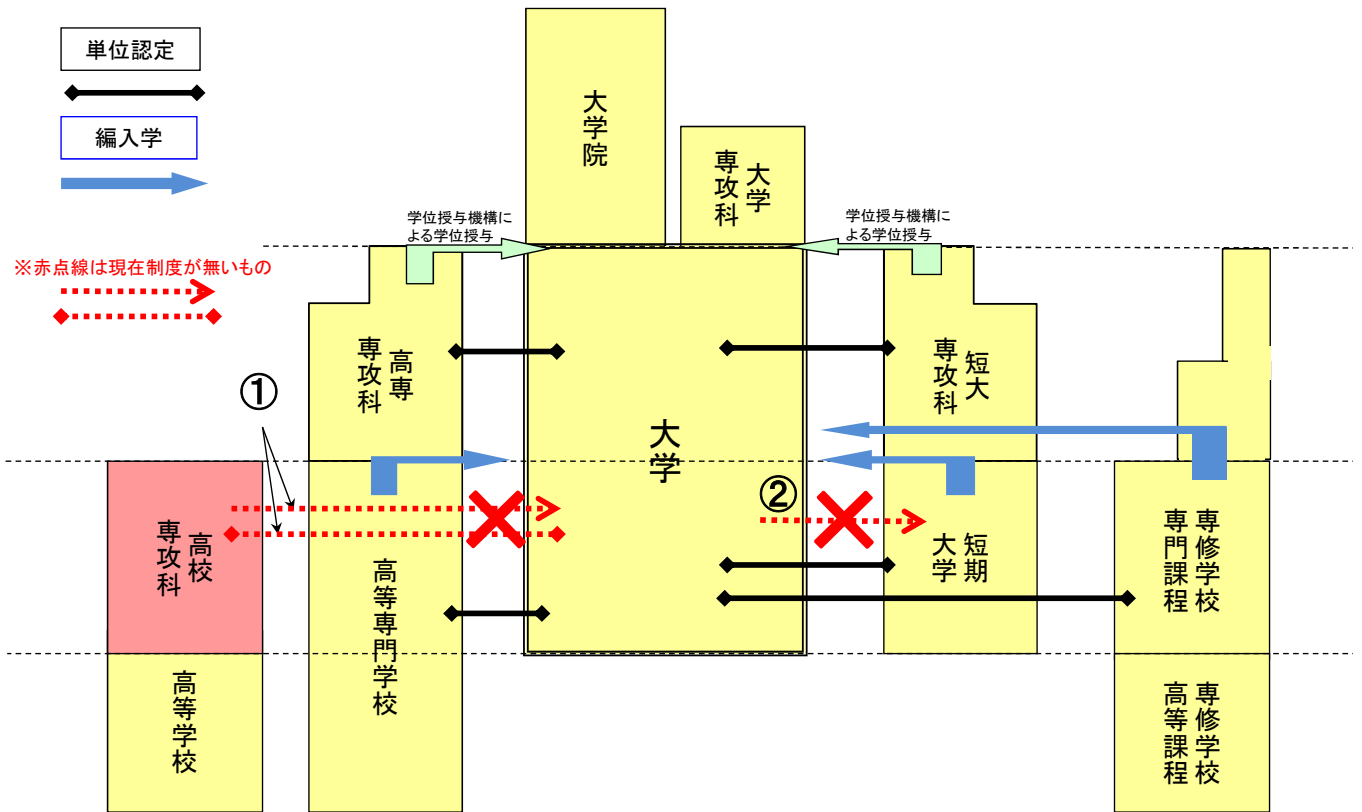 単位認定
編入学
※赤点線は現在制度が無いもの
①
大学院
大学
専攻科
学位授与機構に
よる学位授与
学位授与機構に
よる学位授与
高専
専攻科
大学
短大
専攻科
②
高校
専攻科
高等学校
高等専門学校
短期
大学
専修学校
専門課程
専修学校
高等課程